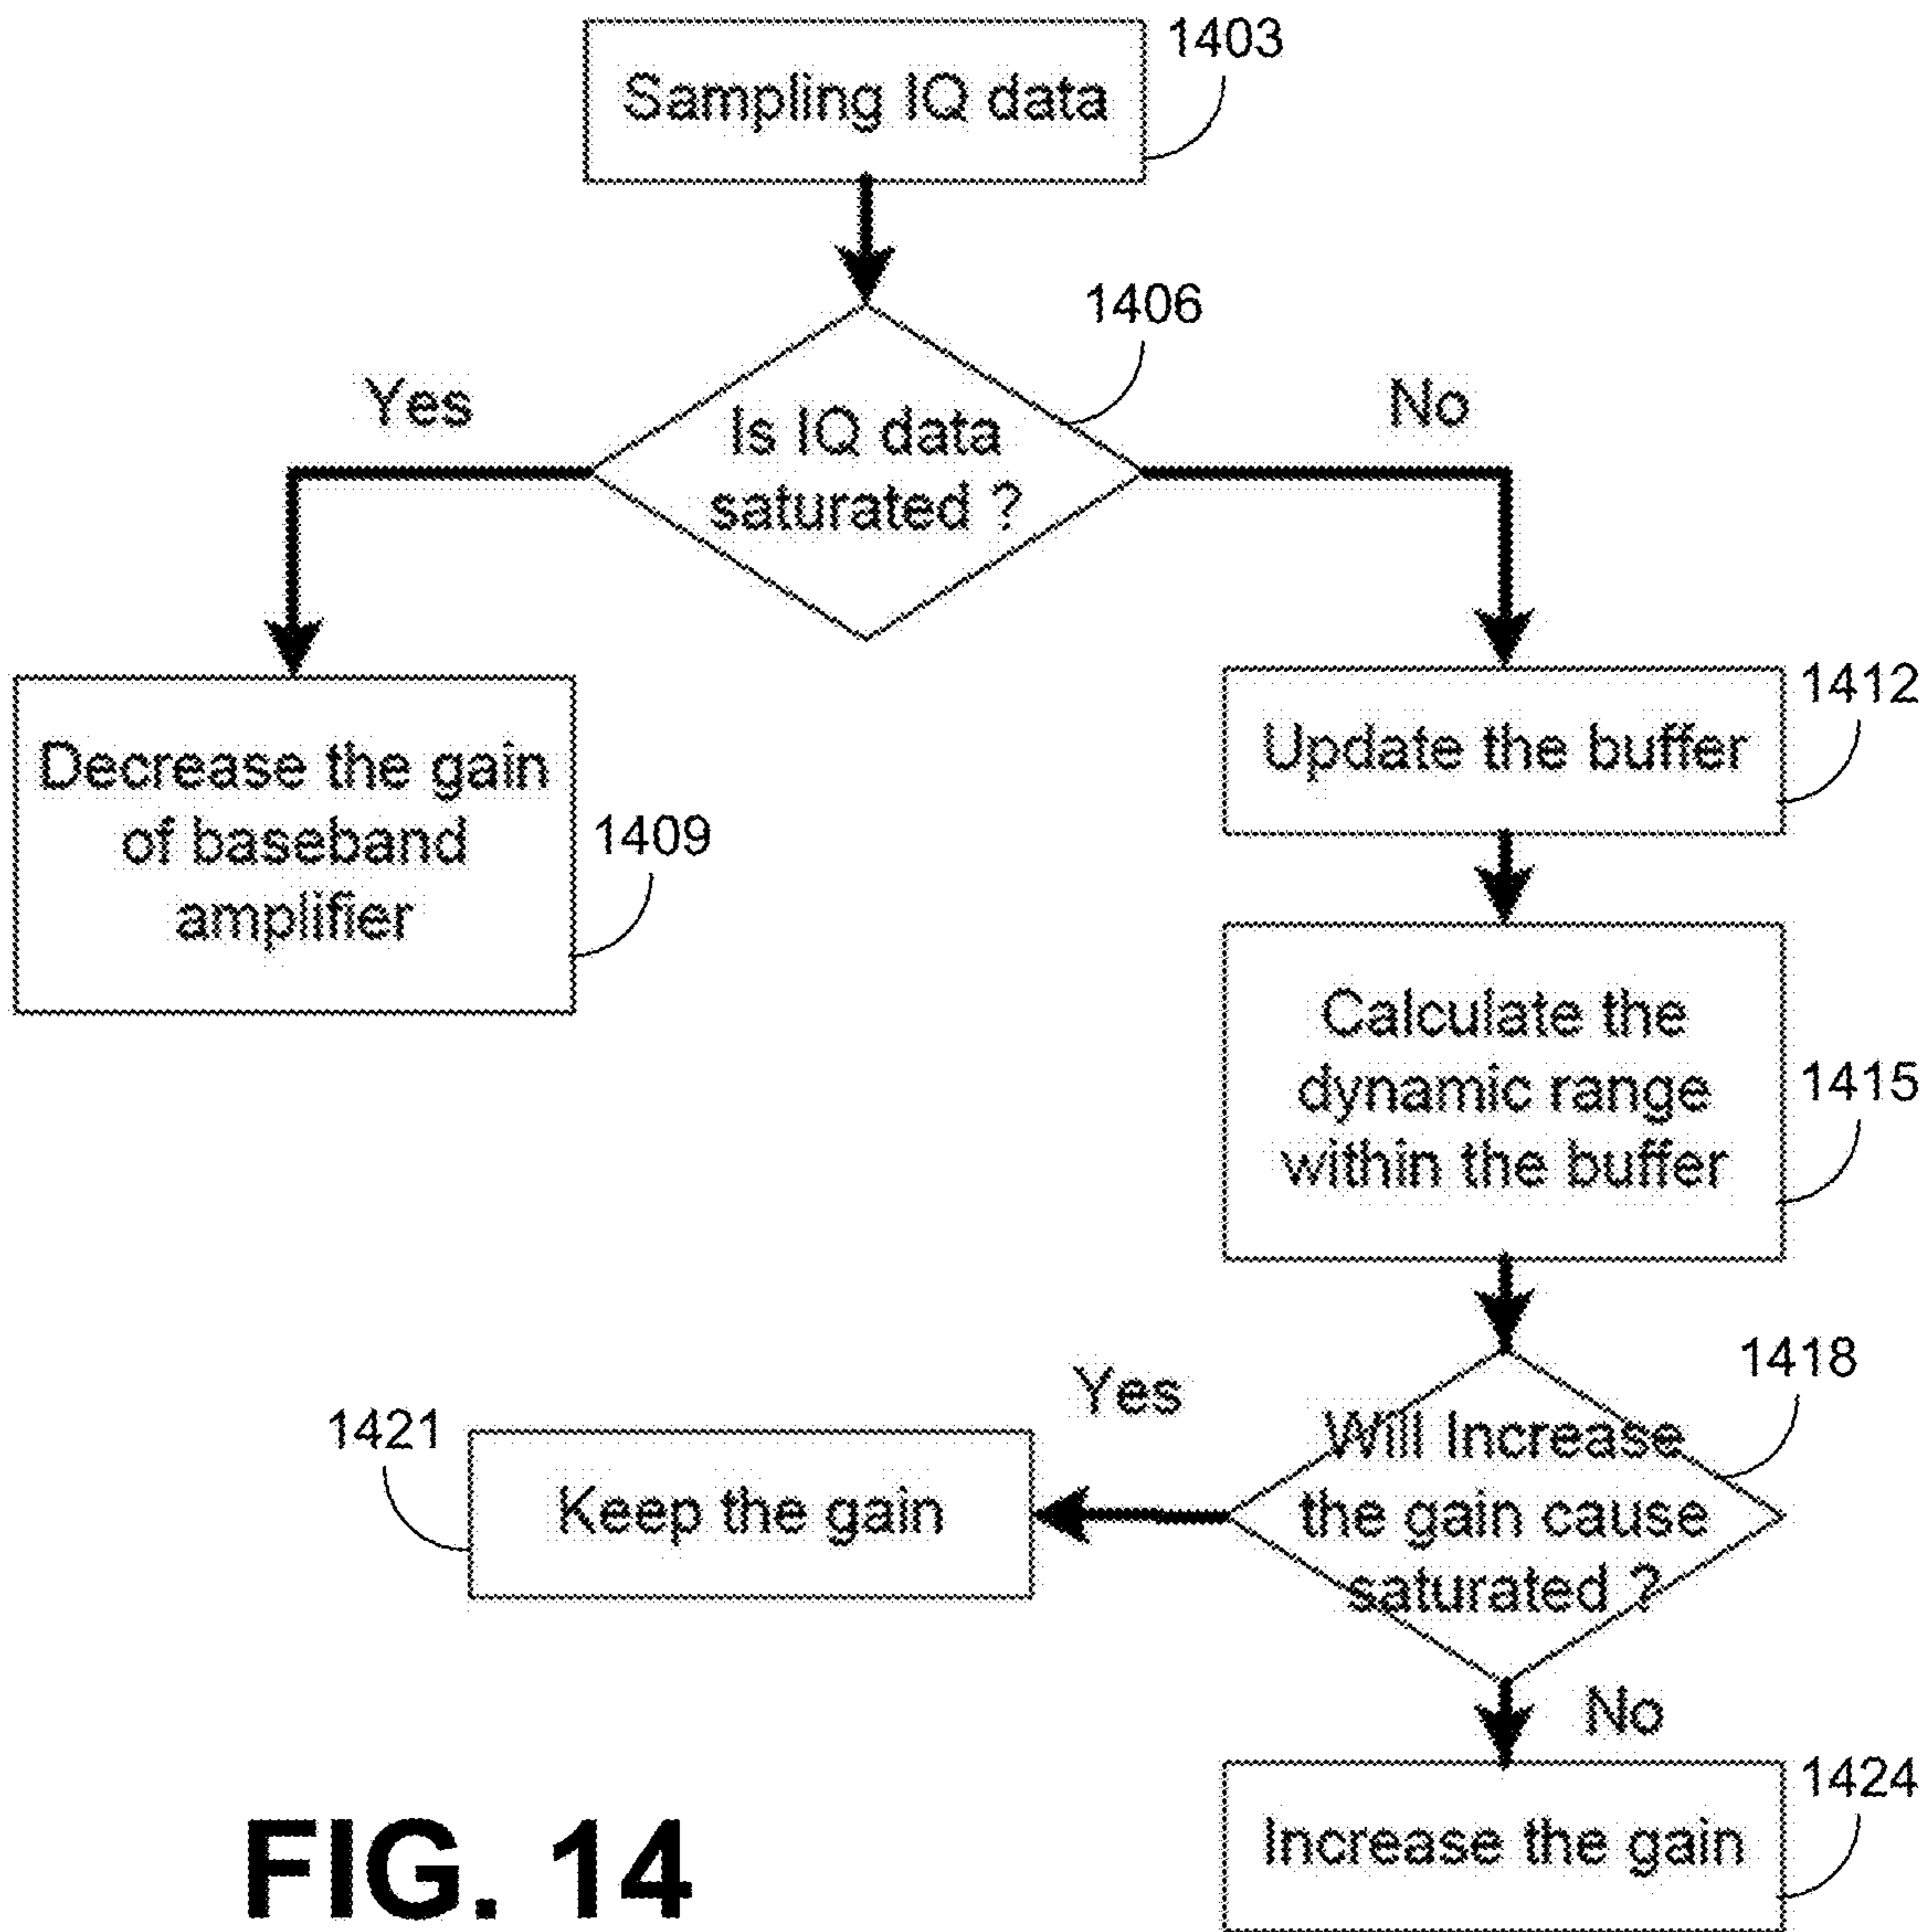 1403
Sampling IQ data
1406
Yes
No
Is IQ data
saturated ?
1412
Update the buffer
Decrease the gain
of baseband
amplifier
1409
Calculate the
dynamic range
within the buffer
1415
1418
Yes
Will Increase
the gain cause
saturated ?
1421
Keep the gain
No
1424
Increase the gain
FIG. 14